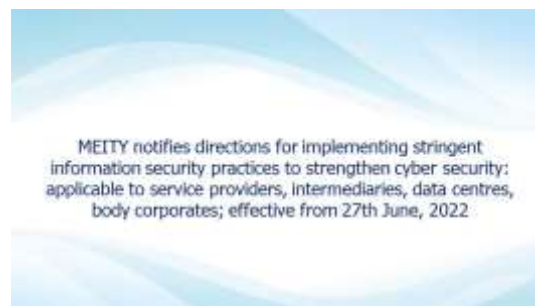 MEITY notifies directions for implementing stringent
information security practices to strengthen cyber security:
applicable to service providers, intermediaries, data centres,
body corporates; effective from 27th June, 2022